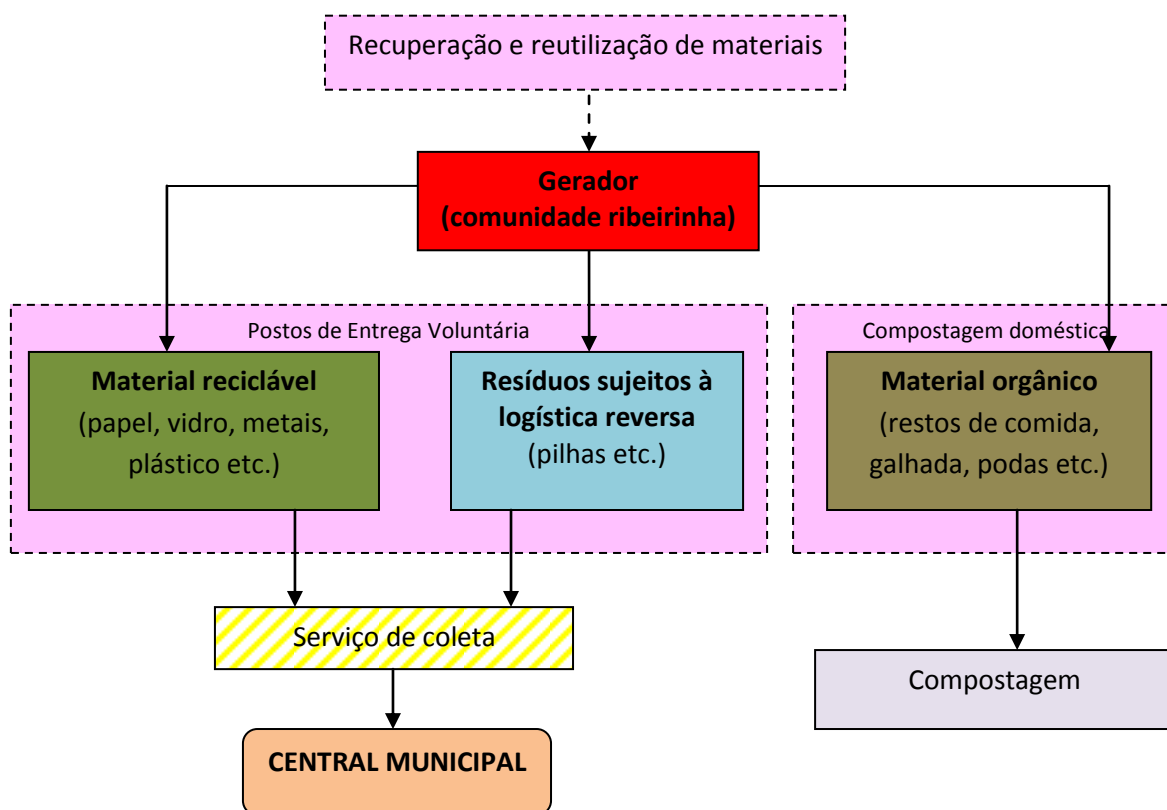 Recuperação e reutilização de materiais
Gerador
(comunidade ribeirinha)
Postos de Entrega Voluntária
Material reciclável
(papel, vidro, metais,
plástico etc.)
Resíduos sujeitos à
logística reversa
(pilhas etc.)
Compostagem doméstica
Material orgânico
(restos de comida,
galhada, podas etc.)
Serviço de coleta
Compostagem
CENTRAL MUNICIPAL